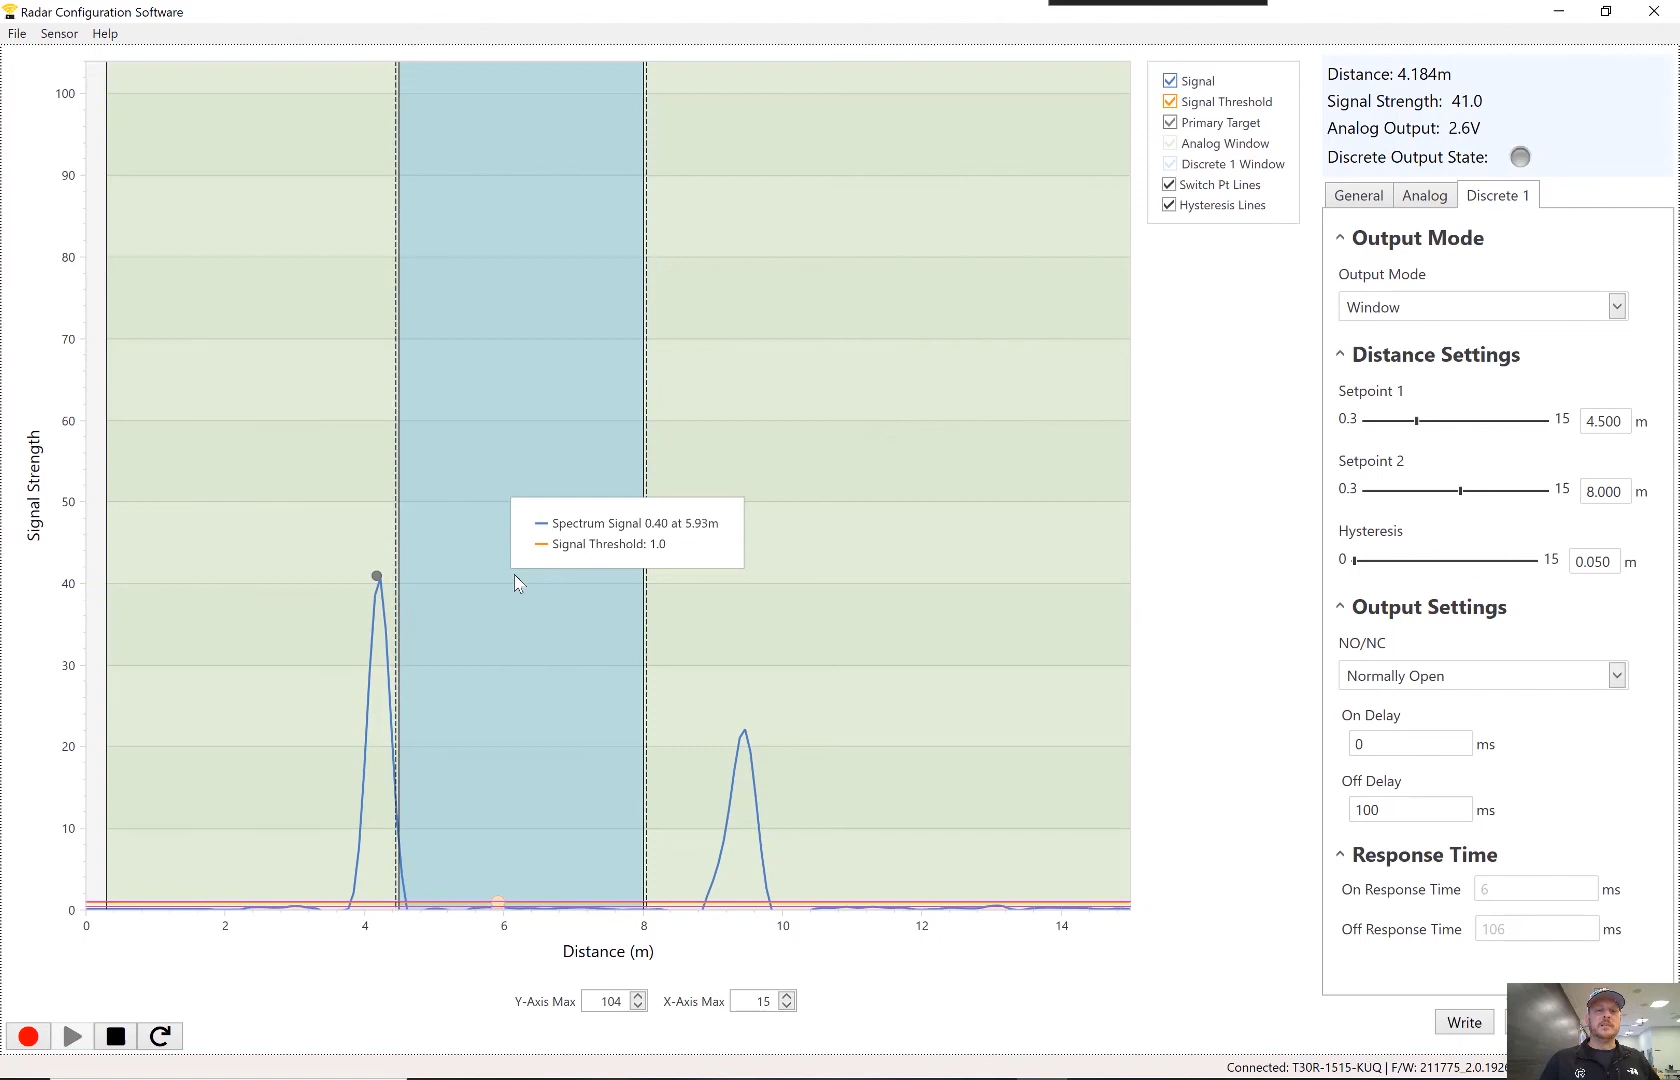 Radar Configuration Software
File Sensor Help
100
90
80
70
60
50
40
30
20
10
0
Signal Strength
0 2 4 6 8 10 12 14
Distance (m)
Spectrum Signal 0.40 at 5.93m
Signal Threshold: 1.0
Y-Axis Max 104 X-Axis Max 15
Signal
Signal Threshold
Primary Target
Analog Window
Discrete 1 Window
Switch Pt Lines
Hysteresis Lines
Distance: 4.184m
Signal Strength: 41.0
Analog Output: 2.6V
Discrete Output State:
General Analog Discrete 1
Output Mode
Output Mode
Window
Distance Settings
Setpoint 1
0.3 15 4.500 m
Setpoint 2
0.3 15 8.000 m
Hysteresis
0 15 0.050 m
Output Settings
NO/NC
Normally Open
On Delay
0 ms
Off Delay
100 ms
Response Time
On Response Time 6 ms
Off Response Time 106 ms
Write
Connected: T30R-1515-KUQ | F/W: 211775_2.0.1926